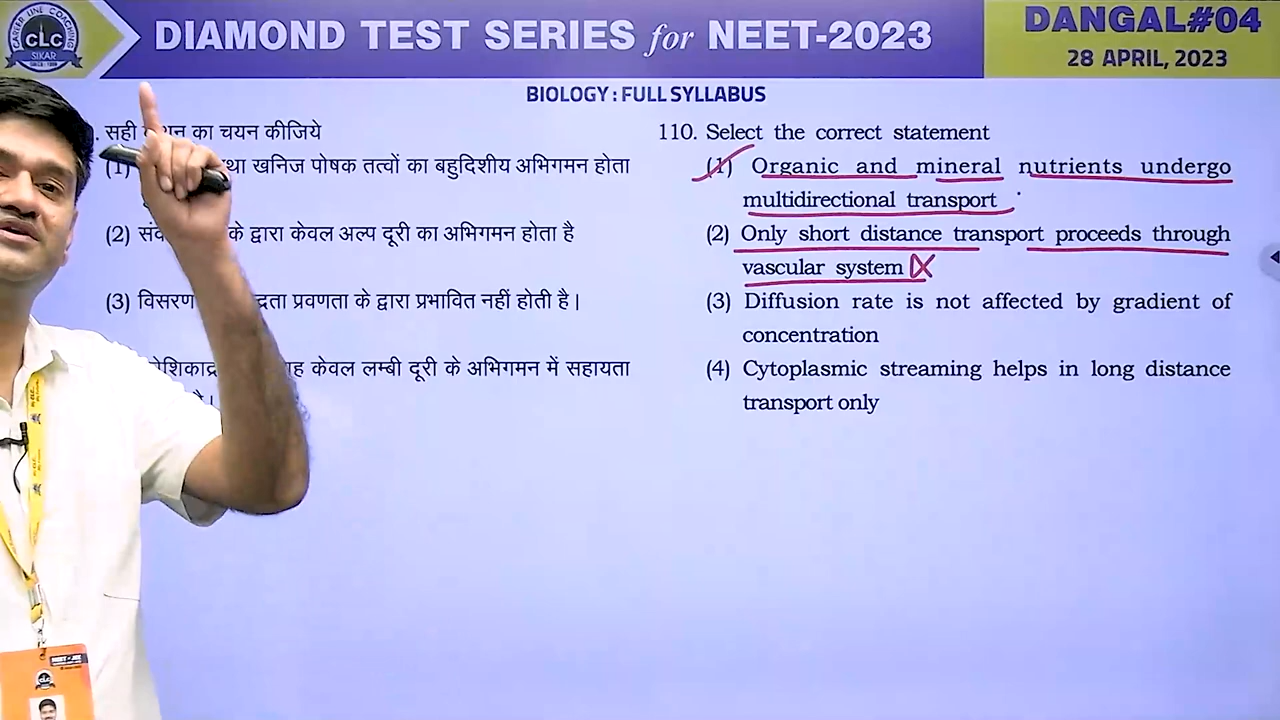 CAREER LINE COACHING
CLC
SIKAR
DIAMOND TEST SERIES for NEET-2023
DANGAL#04
28 APRIL, 2023
BIOLOGY : FULL SYLLABUS
. सही का चयन कीजिये
(1) खनिज पोषक तत्वों का बहुदिशीय अभिगमन होता
(2) के द्वारा केवल अल्प दूरी का अभिगमन होता है
(3) विसरण प्रवणता के द्वारा प्रभावित नहीं होती है।
केवल लम्बी दूरी के अभिगमन में सहायता
है।
110. Select the correct statement
(1) Organic and mineral nutrients undergo
multidirectional transport
(2) Only short distance transport proceeds through
vascular system
(3) Diffusion rate is not affected by gradient of
concentration
(4) Cytoplasmic streaming helps in long distance
transport only